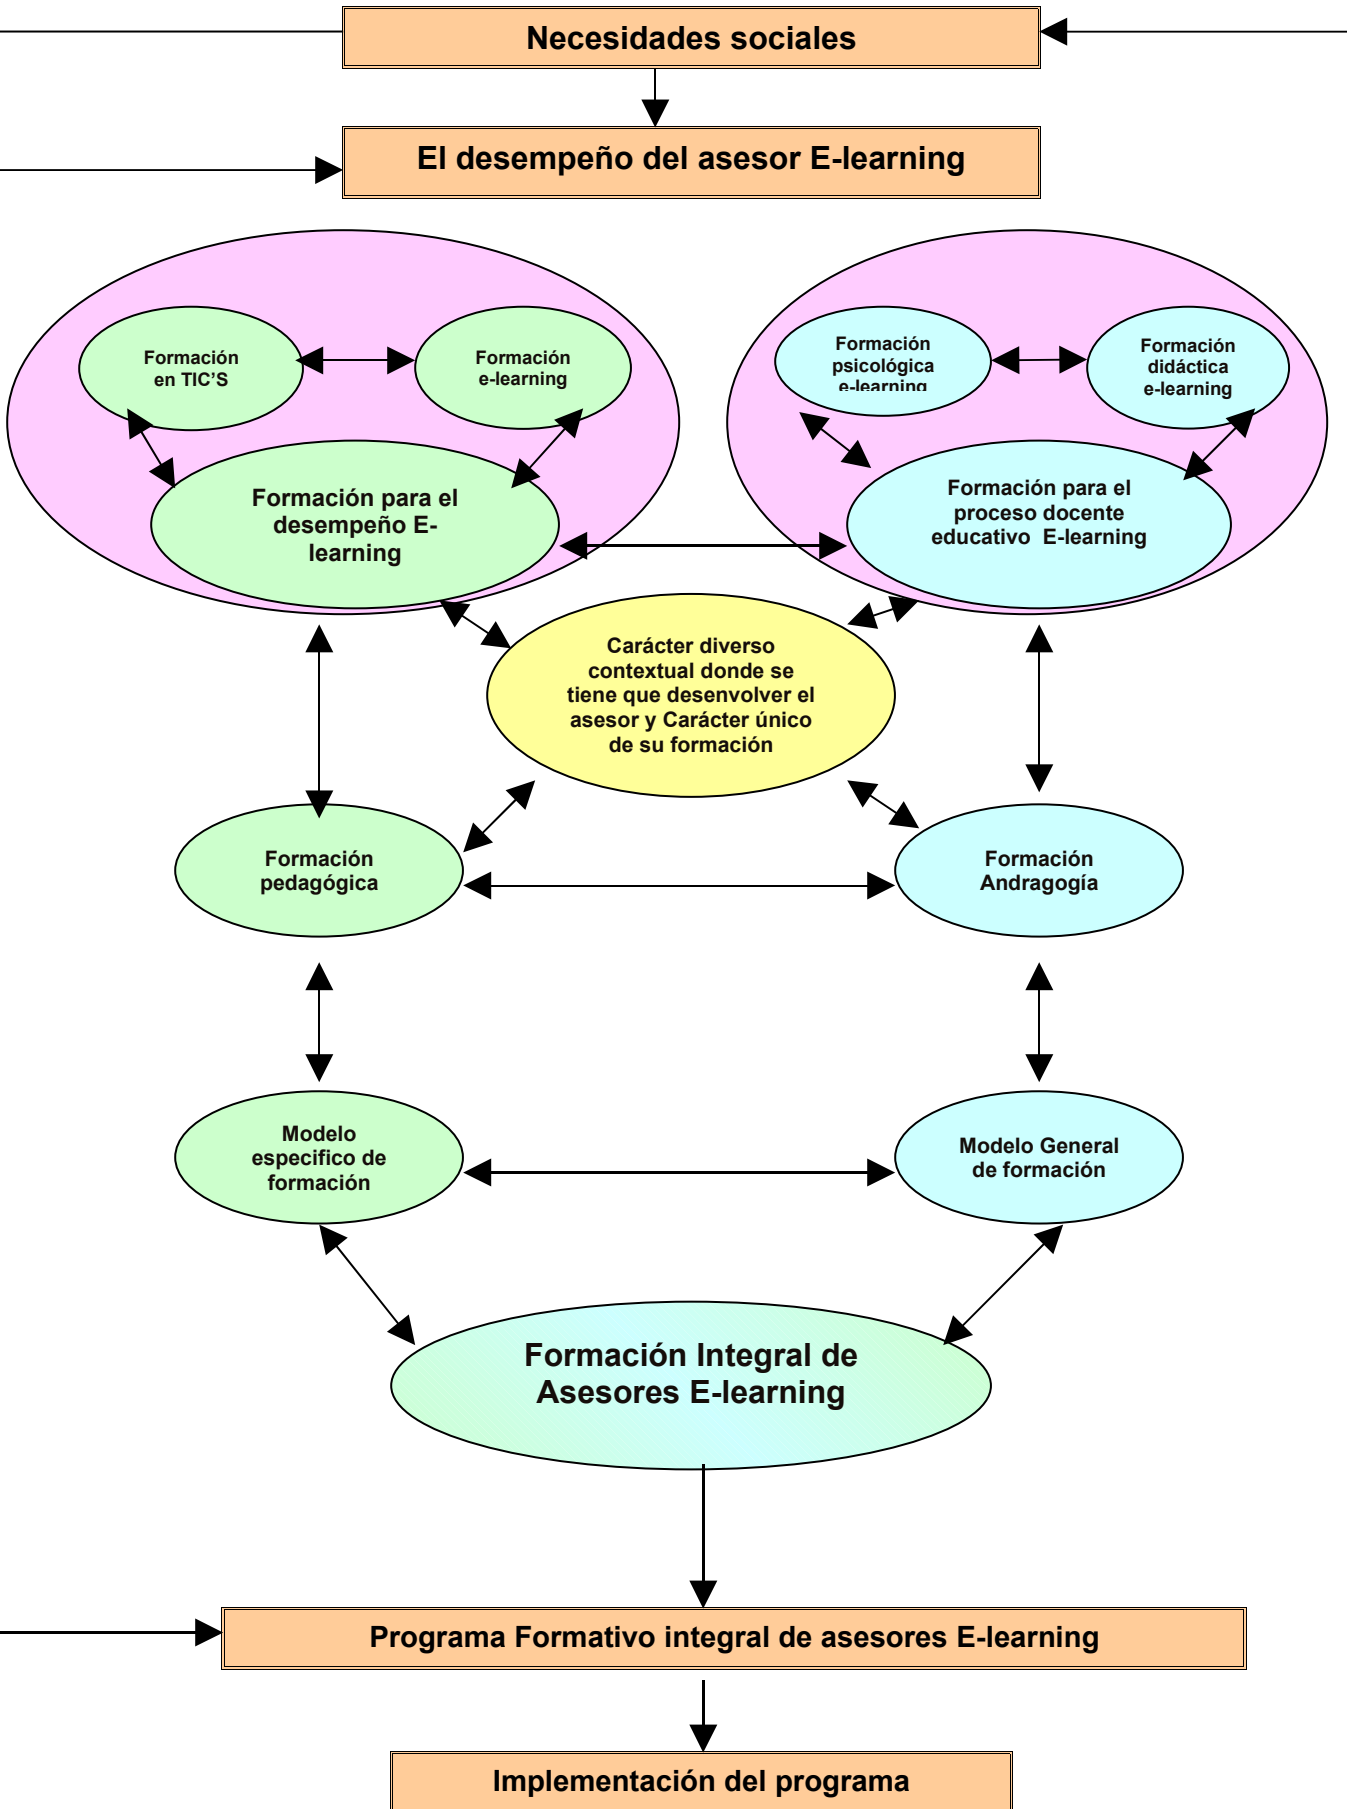 Necesidades sociales
El desempeño del asesor E-learning
Formación
en TIC’S
Formación
e-learning
Formación
psicológica
e-learning
Formación
didáctica
e-learning
Formación para el
desempeño E-
learning
Formación para el
proceso docente
educativo  E-learning
Carácter diverso
contextual donde se
tiene que desenvolver el
asesor y Carácter único
de su formación
Formación
pedagógica
Formación
Andragogía
Modelo
especifico de
formación
Modelo General
de formación
Formación Integral de
Asesores E-learning
Programa Formativo integral de asesores E-learning
Implementación del programa